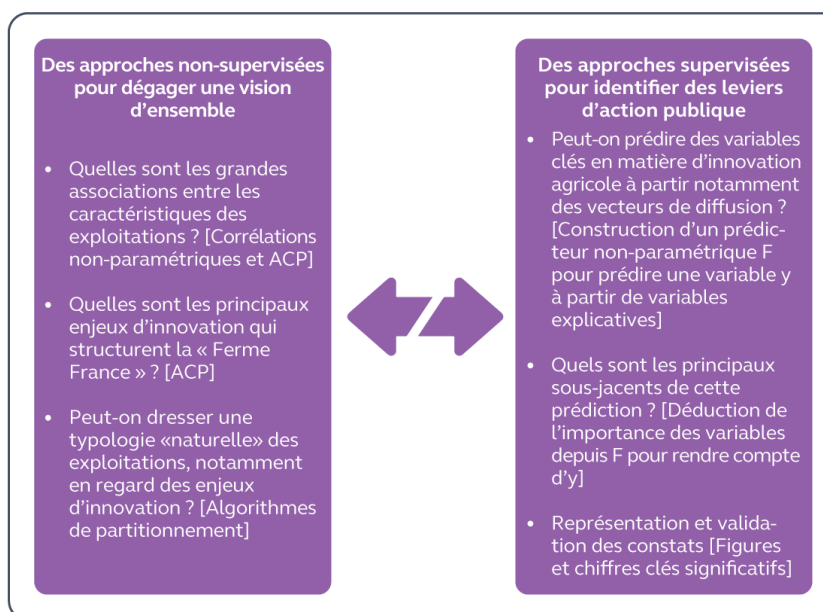 Des approches non-supervisées
pour dégager une vision
d’ensemble
• Quelles sont les grandes
associations entre les
caractéristiques des
exploitations ? [Corrélations
non-paramétriques et ACP]
• Quelles sont les principaux
enjeux d’innovation qui
structurent la « Ferme
France » ? [ACP]
• Peut-on dresser une
typologie «naturelle» des
exploitations, notamment
en regard des enjeux
d’innovation ? [Algorithmes
de partitionnement]
Des approches supervisées
pour identifier des leviers
d’action publique
• Peut-on prédire des variables
clés en matière d’innovation
agricole à partir notamment
des vecteurs de diffusion ?
[Construction d’un prédic-
teur non-paramétrique F
pour prédire une variable y
à partir de variables
explicatives]
• Quels sont les principaux
sous-jacents de cette
prédiction ? [Déduction de
l’importance des variables
depuis F pour rendre compte
d’y]
• Représentation et valida-
tion des constats [Figures
et chiffres clés significatifs]